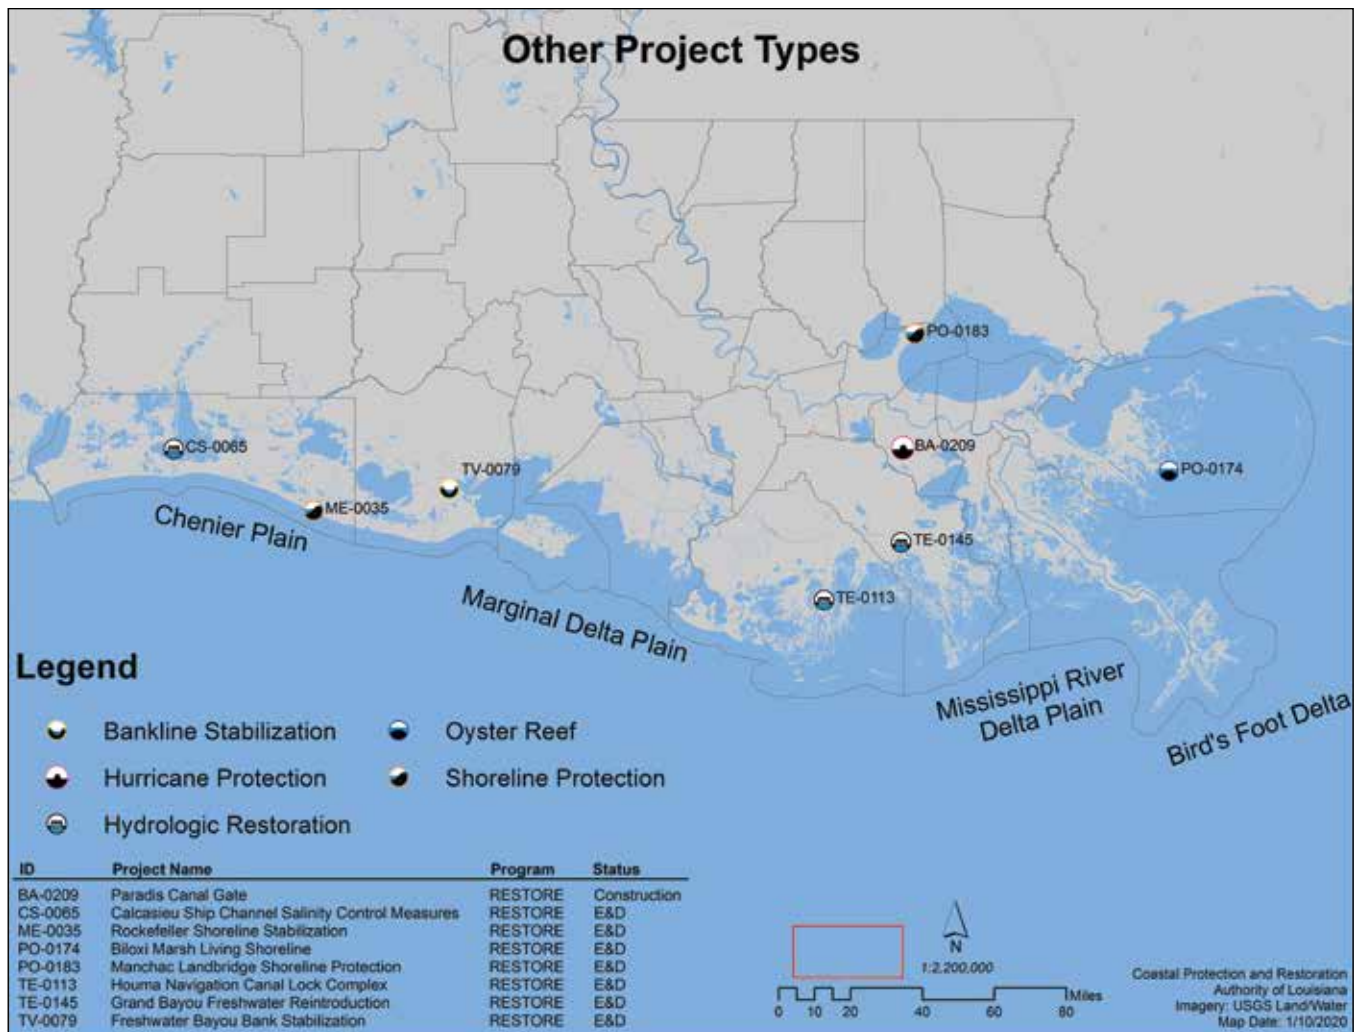 Other Project Types
PO-0183
CS-0065
TV-0079
BA-0209
PO-0174
ME-0035
Chenier Plain
TE-0145
TE-0113
Marginal Delta Plain
Mississippi River
Delta Plain
Bird's Foot Delta
Legend
Bankline Stabilization
Oyster Reef
Hurricane Protection
Shoreline Protection
Hydrologic Restoration
ID Project Name Program Status
BA-0209 Paradis Canal Gate RESTORE Construction
CS-0065 Calcasieu Ship Channel Salinity Control Measures RESTORE E&D
ME-0035 Rockefeller Shoreline Stabilization RESTORE E&D
PO-0174 Biloxi Marsh Living Shoreline RESTORE E&D
PO-0183 Manchac Landbridge Shoreline Protection RESTORE E&D
TE-0113 Houma Navigation Canal Lock Complex RESTORE E&D
TE-0145 Grand Bayou Freshwater Reintroduction RESTORE E&D
TV-0079 Freshwater Bayou Bank Stabilization RESTORE E&D
N
1:2,200,000
0 10 20 40 60 80 Miles
Coastal Protection and Restoration
Authority of Louisiana
Imagery: USGS Land/Water
Map Date: 1/10/2020